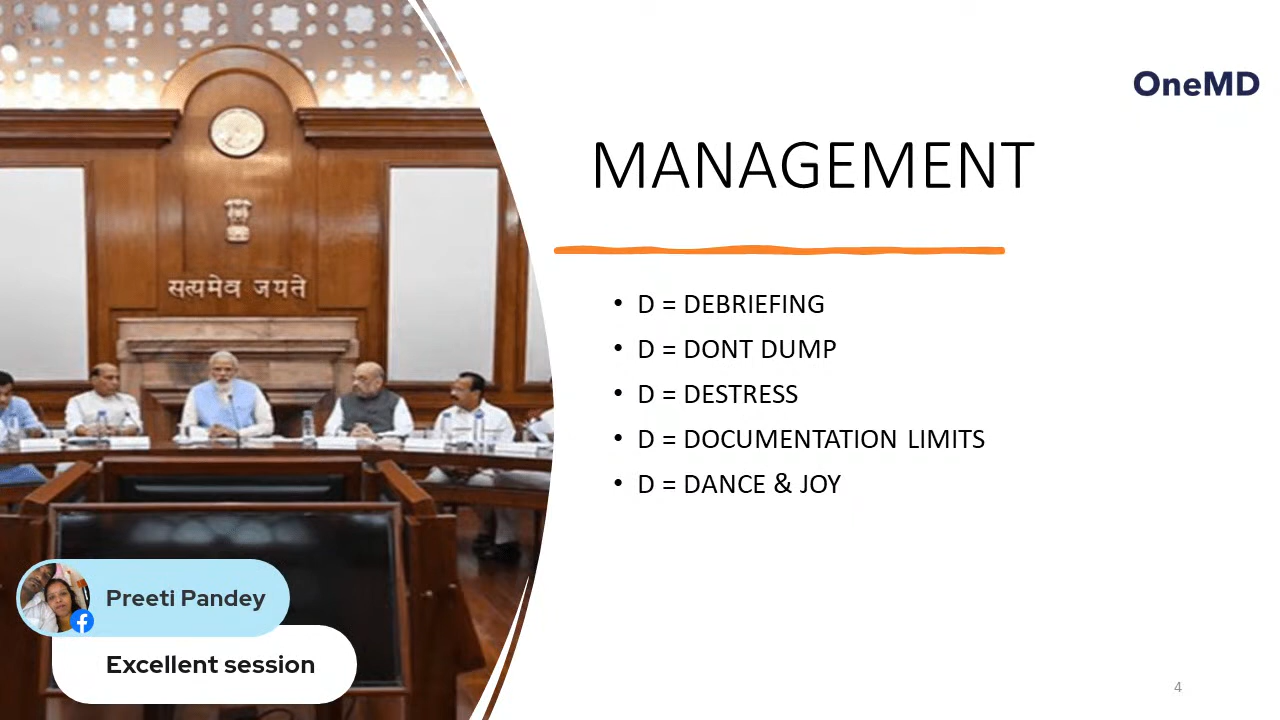 OneMD
MANAGEMENT
• D = DEBRIEFING
• D = DONT DUMP
• D = DESTRESS
• D = DOCUMENTATION LIMITS
• D = DANCE & JOY
सत्यमेव जयते
Preeti Pandey
Excellent session
4